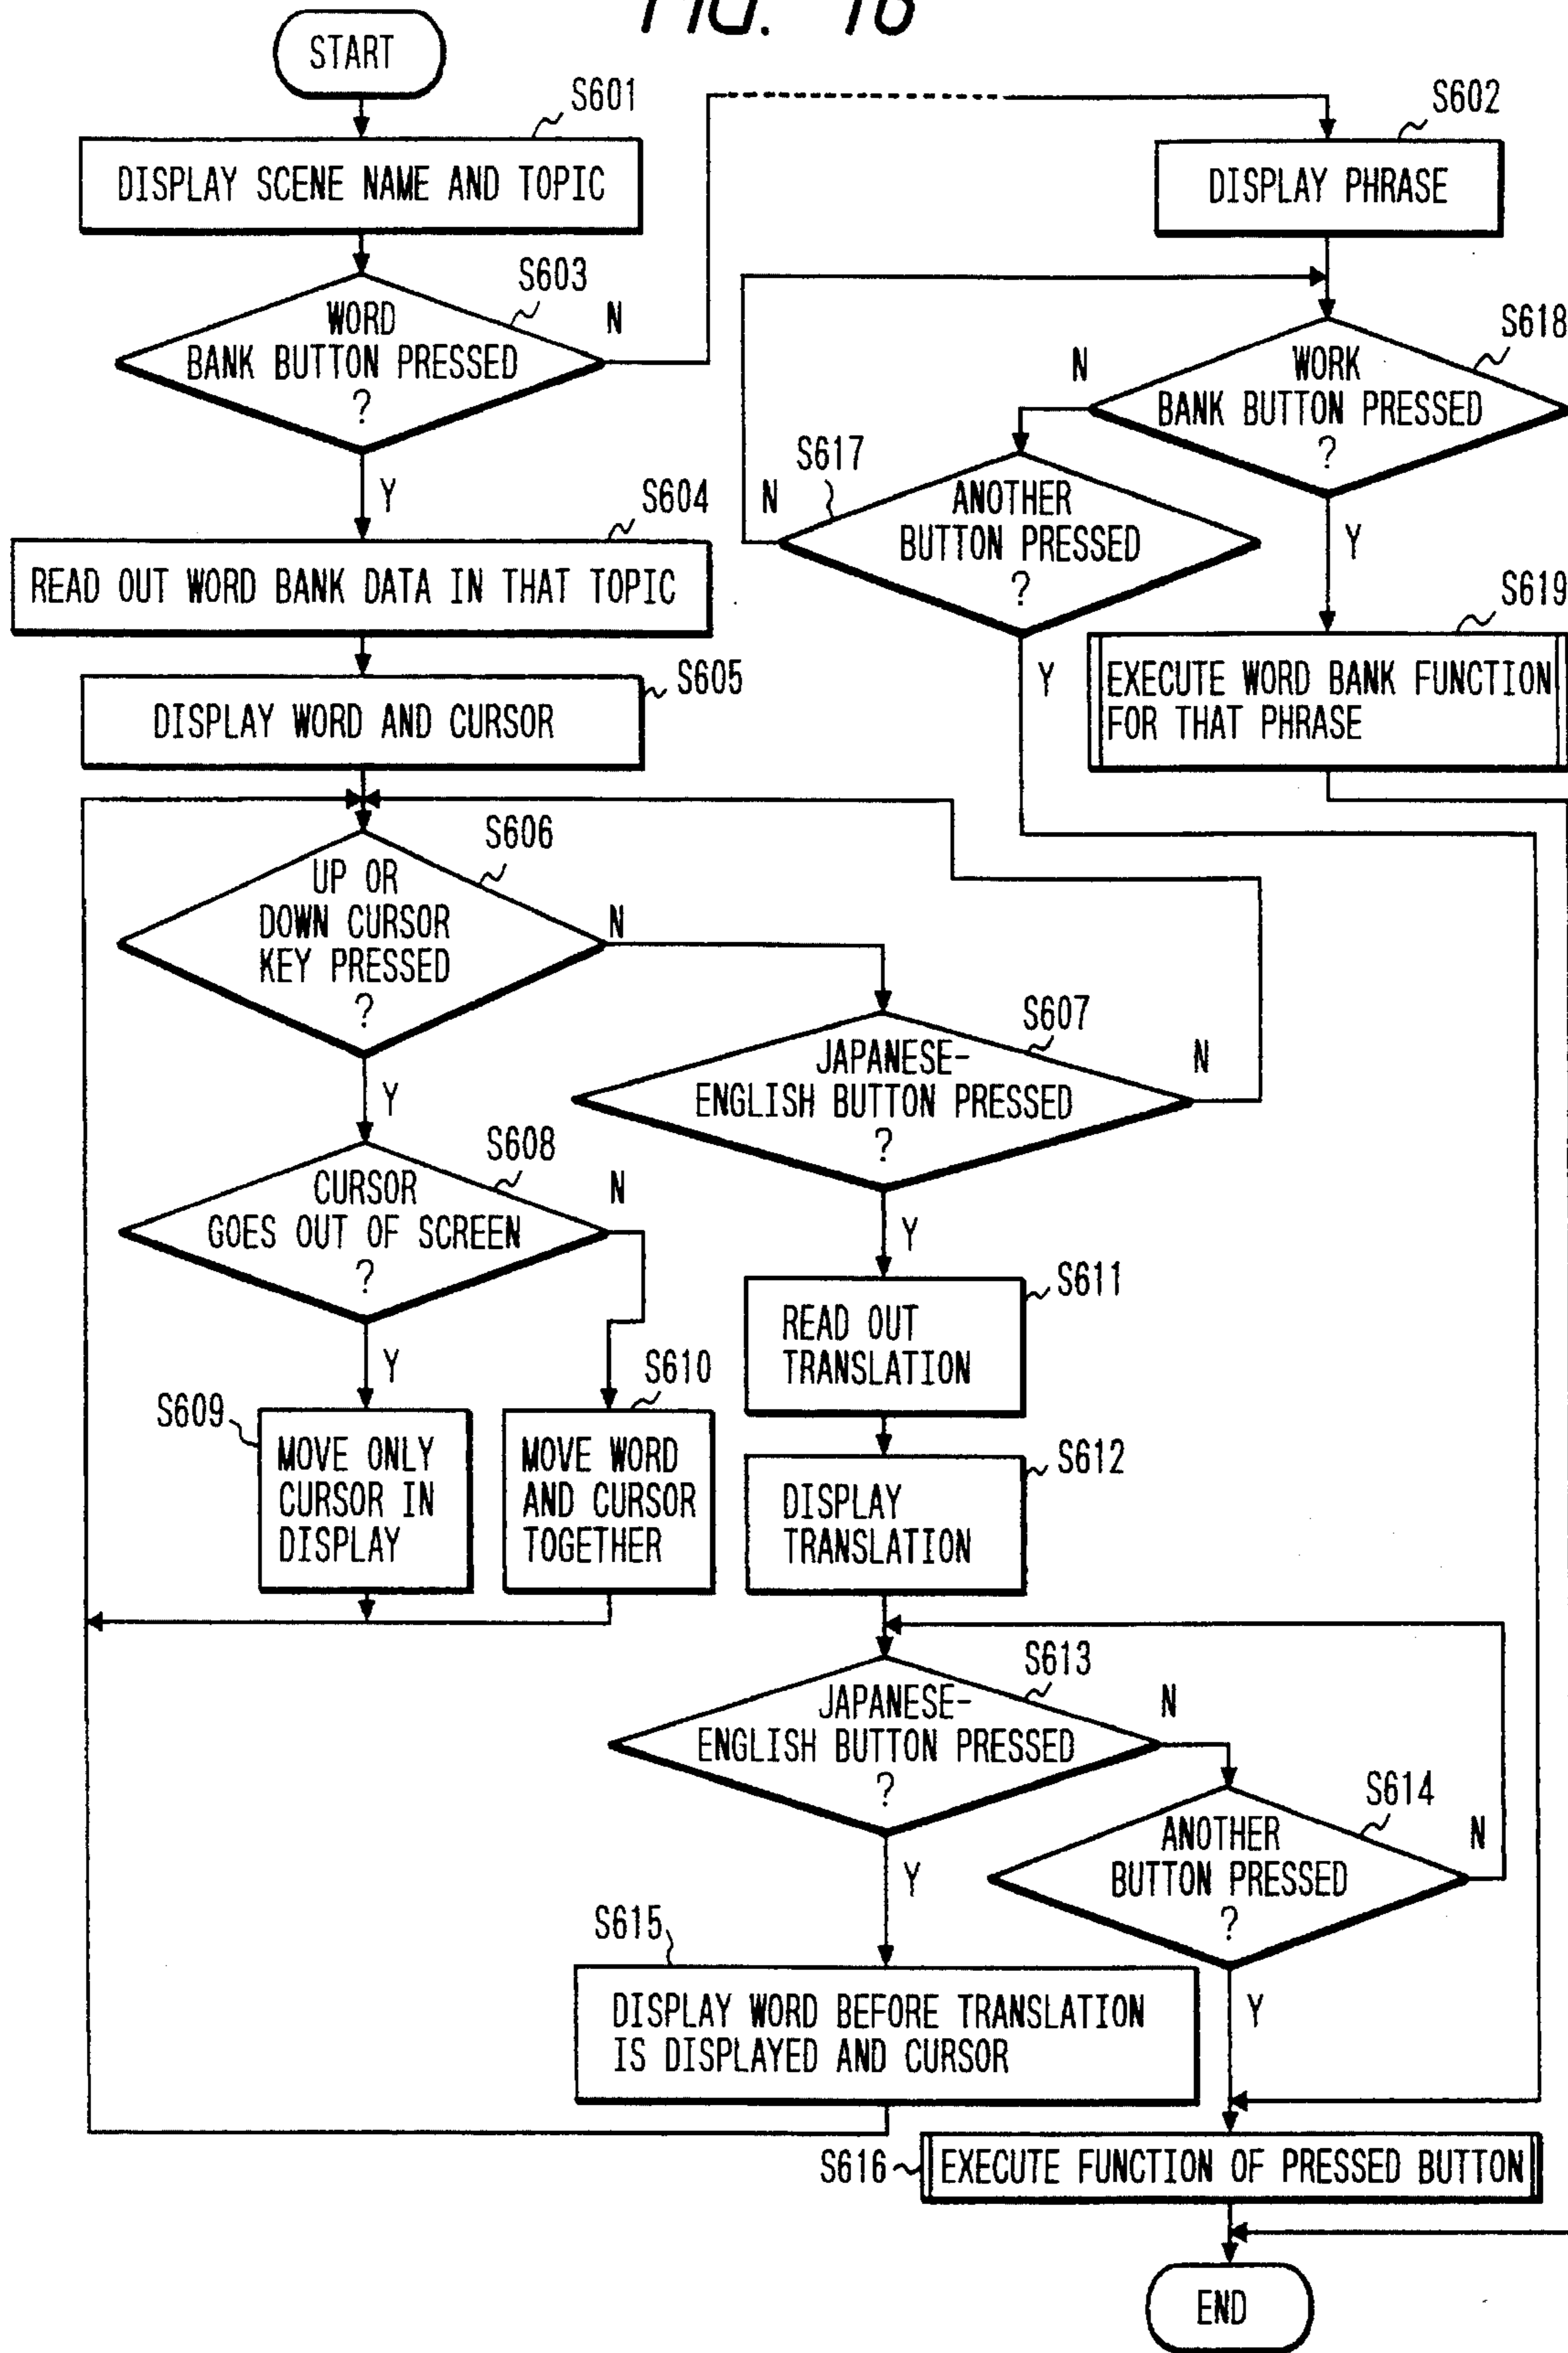 FIG. 16
START
S601
DISPLAY SCENE NAME AND TOPIC
S603
WORD
BANK BUTTON PRESSED
?
N
Y
S604
READ OUT WORD BANK DATA IN THAT TOPIC
S605
DISPLAY WORD AND CURSOR
S606
UP OR
DOWN CURSOR
KEY PRESSED
?
N
Y
S608
CURSOR
GOES OUT OF SCREEN
?
N
Y
S609
MOVE ONLY
CURSOR IN
DISPLAY
S610
MOVE WORD
AND CURSOR
TOGETHER
S607
JAPANESE-
ENGLISH BUTTON PRESSED
?
N
Y
S611
READ OUT
TRANSLATION
S612
DISPLAY
TRANSLATION
S613
JAPANESE-
ENGLISH BUTTON PRESSED
?
N
Y
S614
ANOTHER
BUTTON PRESSED
?
N
Y
S615
DISPLAY WORD BEFORE TRANSLATION
IS DISPLAYED AND CURSOR
S602
DISPLAY PHRASE
S618
WORK
BANK BUTTON PRESSED
?
N
Y
S617
ANOTHER
BUTTON PRESSED
?
N
Y
S619
EXECUTE WORD BANK FUNCTION
FOR THAT PHRASE
S616
EXECUTE FUNCTION OF PRESSED BUTTON
END